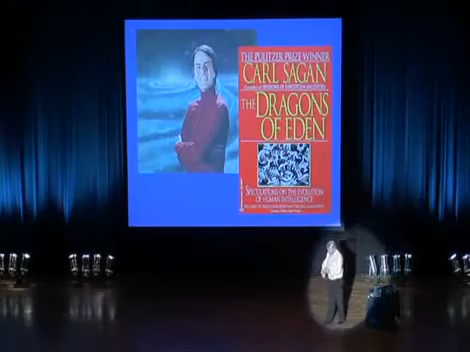 THE PULITZER PRIZE WINNER
CARL SAGAN
THE
DRAGONS
OF EDEN
SPECULATIONS ON THE EVOLUTION
OF HUMAN INTELLIGENCE